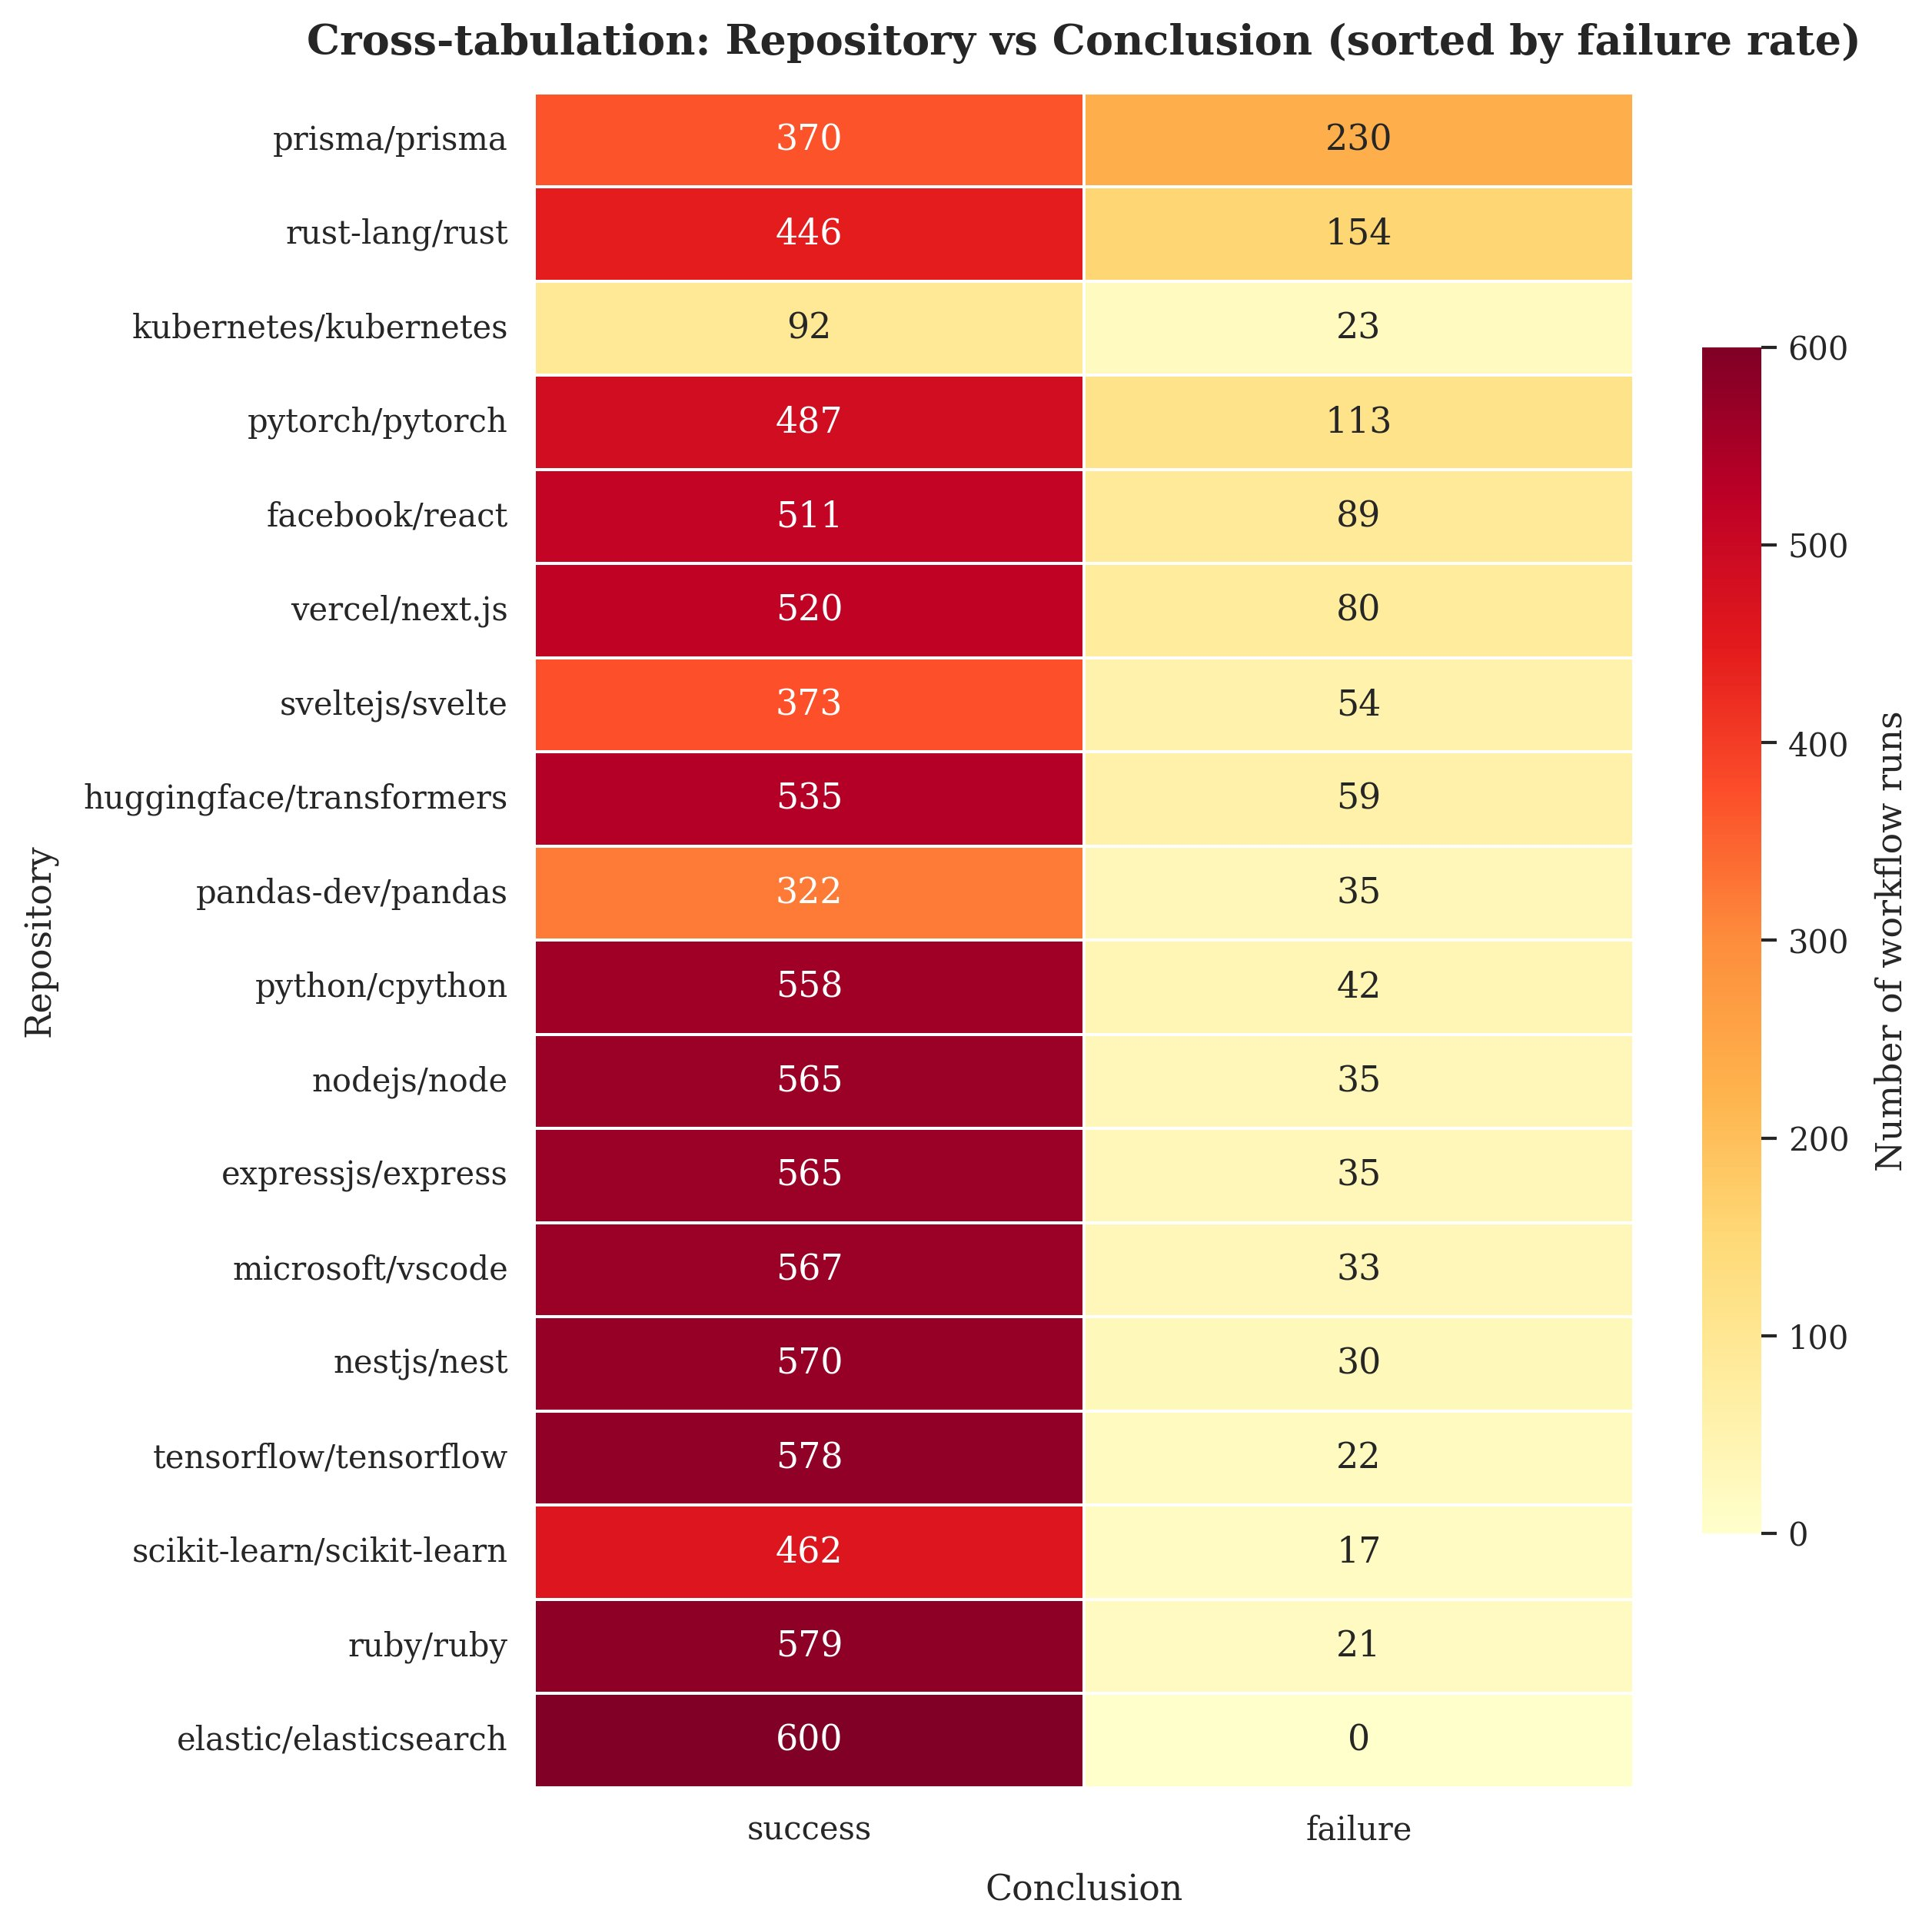 Cross-tabulation: Repository vs Conclusion (sorted by failure rate)
prisma/prisma 370 230
rust-lang/rust 446 154
kubernetes/kubernetes 92 23
pytorch/pytorch 487 113
facebook/react 511 89
vercel/next.js 520 80
sveltejs/svelte 373 54
huggingface/transformers 535 59
pandas-dev/pandas 322 35
python/cpython 558 42
nodejs/node 565 35
expressjs/express 565 35
microsoft/vscode 567 33
nestjs/nest 570 30
tensorflow/tensorflow 578 22
scikit-learn/scikit-learn 462 17
ruby/ruby 579 21
elastic/elasticsearch 600 0
success failure
Conclusion
Repository
600
500
400
300
200
100
0
Number of workflow runs